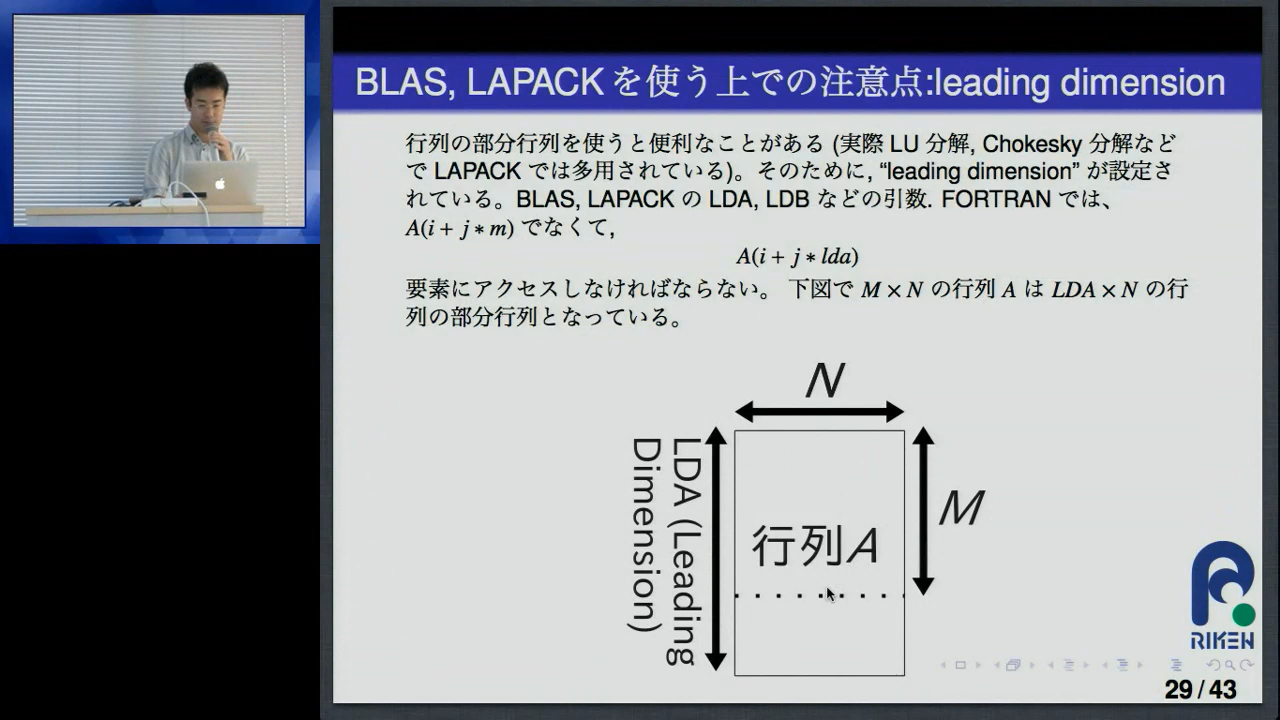 BLAS, LAPACK を使う上での注意点:leading dimension
行列の部分行列を使うと便利なことがある (実際 LU 分解, Chokesky 分解など
で LAPACK では多用されている)。そのために, “leading dimension” が設定さ
れている。BLAS, LAPACK の LDA, LDB などの引数. FORTRAN では、
A(i + j * m) でなくて,
A(i + j * lda)
要素にアクセスしなければならない。 下図で M × N の行列 A は LDA × N の行
列の部分行列となっている。
N
LDA (Leading
Dimension)
M
行列A
RIKEN
29 / 43